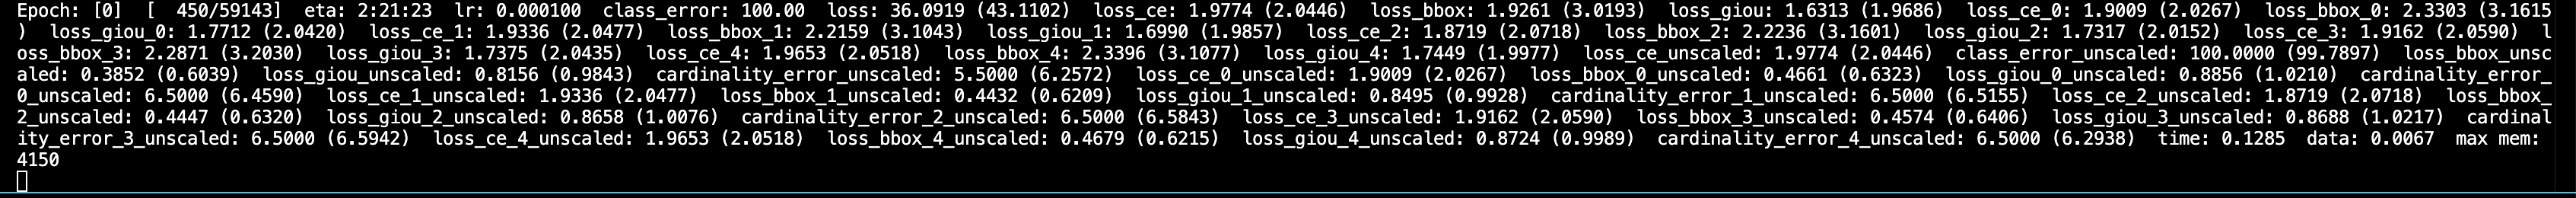 Epoch: [0]  [  450/59143]  eta: 2:21:23  lr: 0.000100  class_error: 100.00  loss: 36.0919 (43.1102)  loss_ce: 1.9774 (2.0446)  loss_bbox: 1.9261 (3.0193)  loss_giou: 1.6313 (1.9686)  loss_ce_0: 1.9009 (2.0267)  loss_bbox_0: 2.3303 (3.1615
)  loss_giou_0: 1.7712 (2.0420)  loss_ce_1: 1.9336 (2.0477)  loss_bbox_1: 2.2159 (3.1043)  loss_giou_1: 1.6990 (1.9857)  loss_ce_2: 1.8719 (2.0718)  loss_bbox_2: 2.2236 (3.1601)  loss_giou_2: 1.7317 (2.0152)  loss_ce_3: 1.9162 (2.0590)  l
oss_bbox_3: 2.2871 (3.2030)  loss_giou_3: 1.7375 (2.0435)  loss_ce_4: 1.9653 (2.0518)  loss_bbox_4: 2.3396 (3.1077)  loss_giou_4: 1.7449 (1.9977)  loss_ce_unscaled: 1.9774 (2.0446)  class_error_unscaled: 100.0000 (99.7897)  loss_bbox_unsc
aled: 0.3852 (0.6039)  loss_giou_unscaled: 0.8156 (0.9843)  cardinality_error_unscaled: 5.5000 (6.2572)  loss_ce_0_unscaled: 1.9009 (2.0267)  loss_bbox_0_unscaled: 0.4661 (0.6323)  loss_giou_0_unscaled: 0.8856 (1.0210)  cardinality_error_
0_unscaled: 6.5000 (6.4590)  loss_ce_1_unscaled: 1.9336 (2.0477)  loss_bbox_1_unscaled: 0.4432 (0.6209)  loss_giou_1_unscaled: 0.8495 (0.9928)  cardinality_error_1_unscaled: 6.5000 (6.5155)  loss_ce_2_unscaled: 1.8719 (2.0718)  loss_bbox_
2_unscaled: 0.4447 (0.6320)  loss_giou_2_unscaled: 0.8658 (1.0076)  cardinality_error_2_unscaled: 6.5000 (6.5843)  loss_ce_3_unscaled: 1.9162 (2.0590)  loss_bbox_3_unscaled: 0.4574 (0.6406)  loss_giou_3_unscaled: 0.8688 (1.0217)  cardinal
ity_error_3_unscaled: 6.5000 (6.5942)  loss_ce_4_unscaled: 1.9653 (2.0518)  loss_bbox_4_unscaled: 0.4679 (0.6215)  loss_giou_4_unscaled: 0.8724 (0.9989)  cardinality_error_4_unscaled: 6.5000 (6.2938)  time: 0.1285  data: 0.0067  max mem:
4150